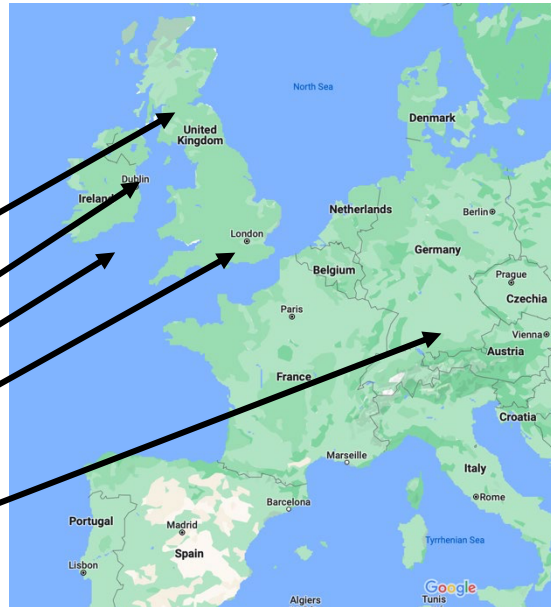 North Sea
Denmark
United
Kingdom
Dublin
Ireland
Netherlands
Berlin
London
Germany
Belgium
Prague
Czechia
Paris
Vienna
Austria
France
Croatia
Marseille
Italy
Barcelona
Rome
Portugal
Madrid
Spain
Tyrrhenian Sea
Lisbon
Google
Algiers
Tunis